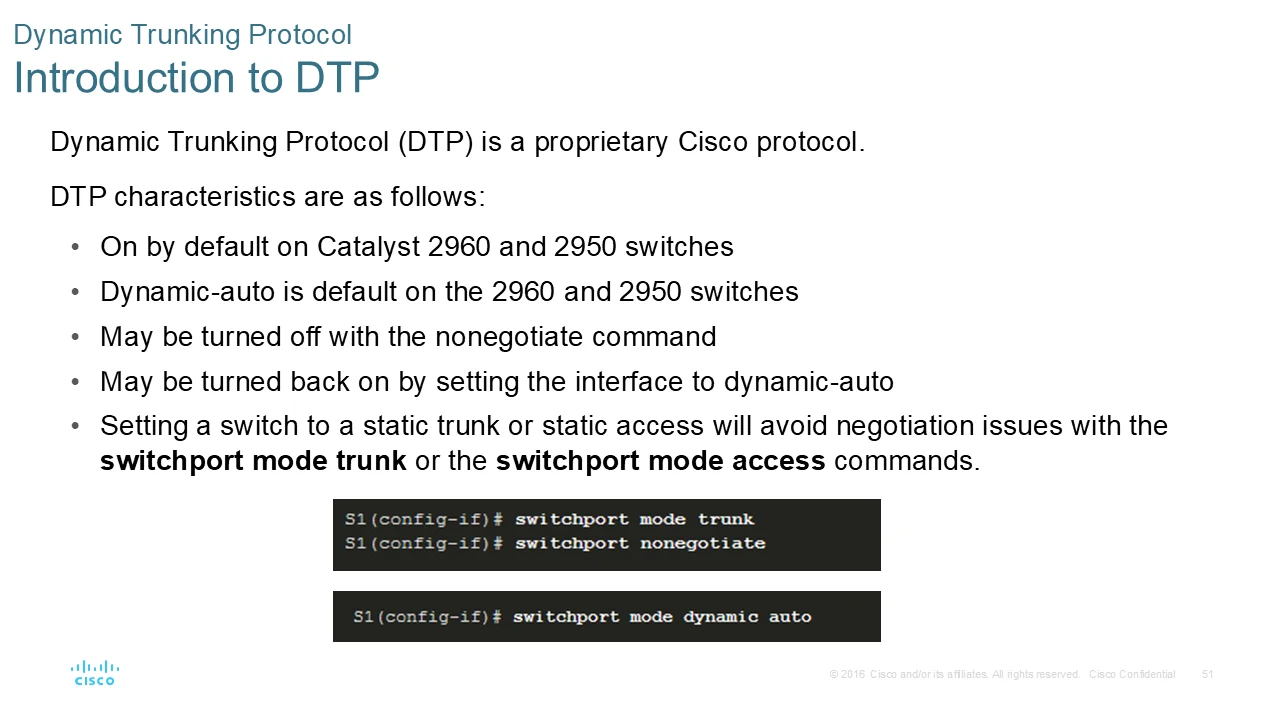 Dynamic Trunking Protocol
Introduction to DTP
Dynamic Trunking Protocol (DTP) is a proprietary Cisco protocol.
DTP characteristics are as follows:
• On by default on Catalyst 2960 and 2950 switches
• Dynamic-auto is default on the 2960 and 2950 switches
• May be turned off with the nonegotiate command
• May be turned back on by setting the interface to dynamic-auto
• Setting a switch to a static trunk or static access will avoid negotiation issues with the
switchport mode trunk or the switchport mode access commands.
S1(config-if)# switchport mode trunk
S1(config-if)# switchport nonegotiate
S1(config-if)# switchport mode dynamic auto
CISCO
© 2016 Cisco and/or its affiliates. All rights reserved. Cisco Confidential 51